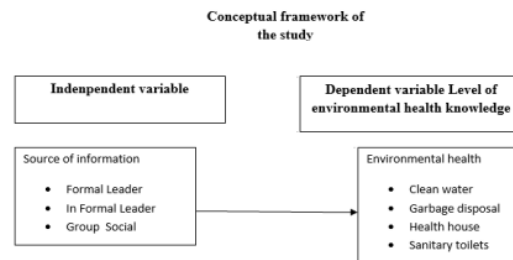 Conceptual framework of
the study
Indenpendent variable
Dependent variable Level of
environmental health knowledge
Source of information
• Formal Leader
• In Formal Leader
• Group Social
Environmental health
• Clean water
• Garbage disposal
• Health house
• Sanitary toilets